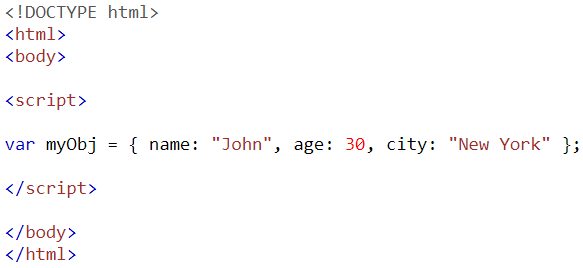 <!DOCTYPE html>
<html>
<body>
<script>
var myObj = { name: "John", age: 30, city: "New York" };
</script>
</body>
</html>